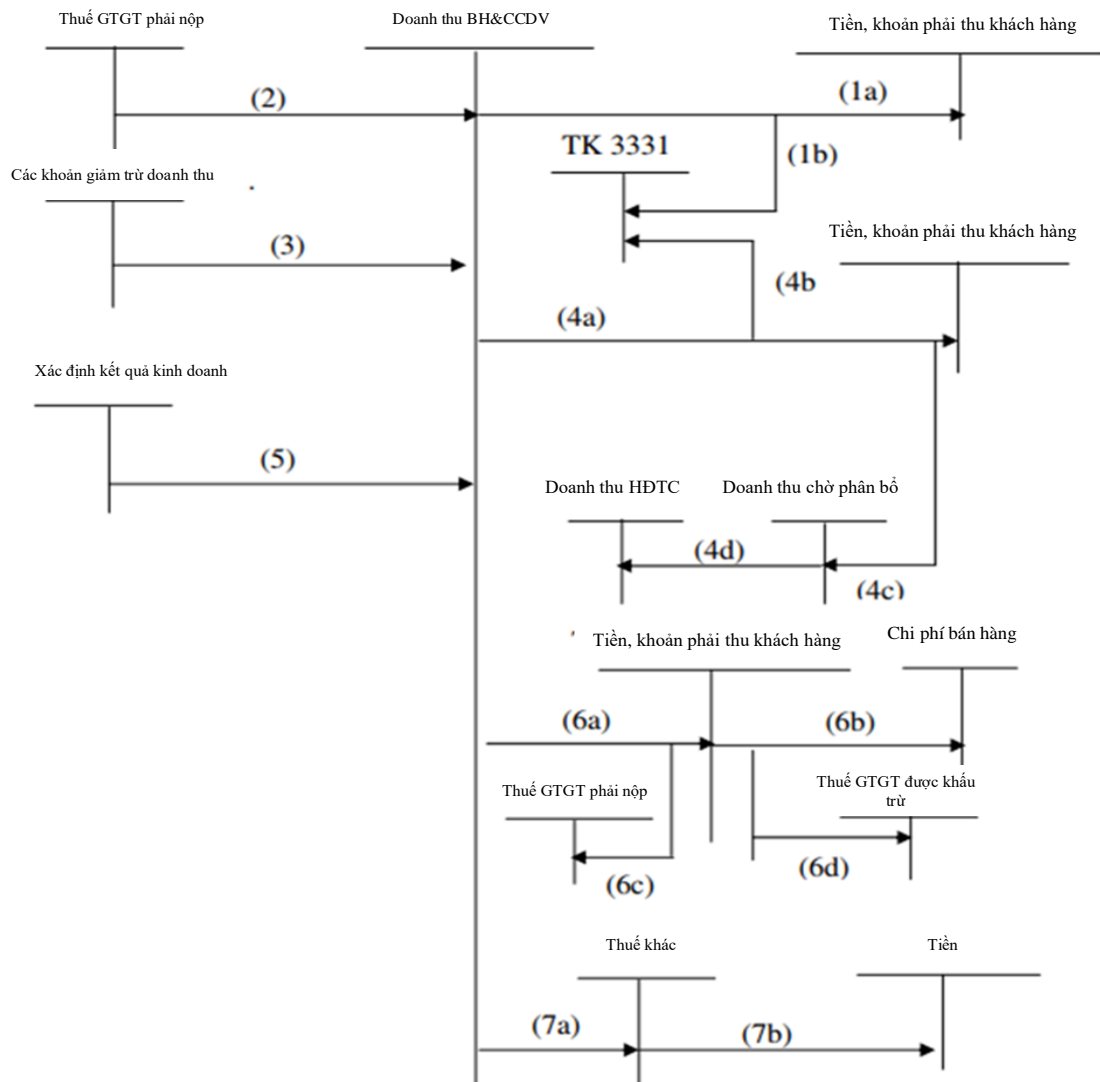 Thuế GTGT phải nộp
Doanh thu BH&CCDV
Tiền, khoản phải thu khách hàng
(2)
(1a)
TK 3331
(1b)
Các khoản giảm trừ doanh thu
(3)
Tiền, khoản phải thu khách hàng
(4b
(4a)
Xác định kết quả kinh doanh
(5)
Doanh thu HĐTC
Doanh thu chờ phân bổ
(4d)
(4c)
Tiền, khoản phải thu khách hàng
Chi phí bán hàng
(6a)
(6b)
Thuế GTGT phải nộp
Thuế GTGT được khấu
trừ
(6c)
(6d)
Thuế khác
Tiền
(7a)
(7b)